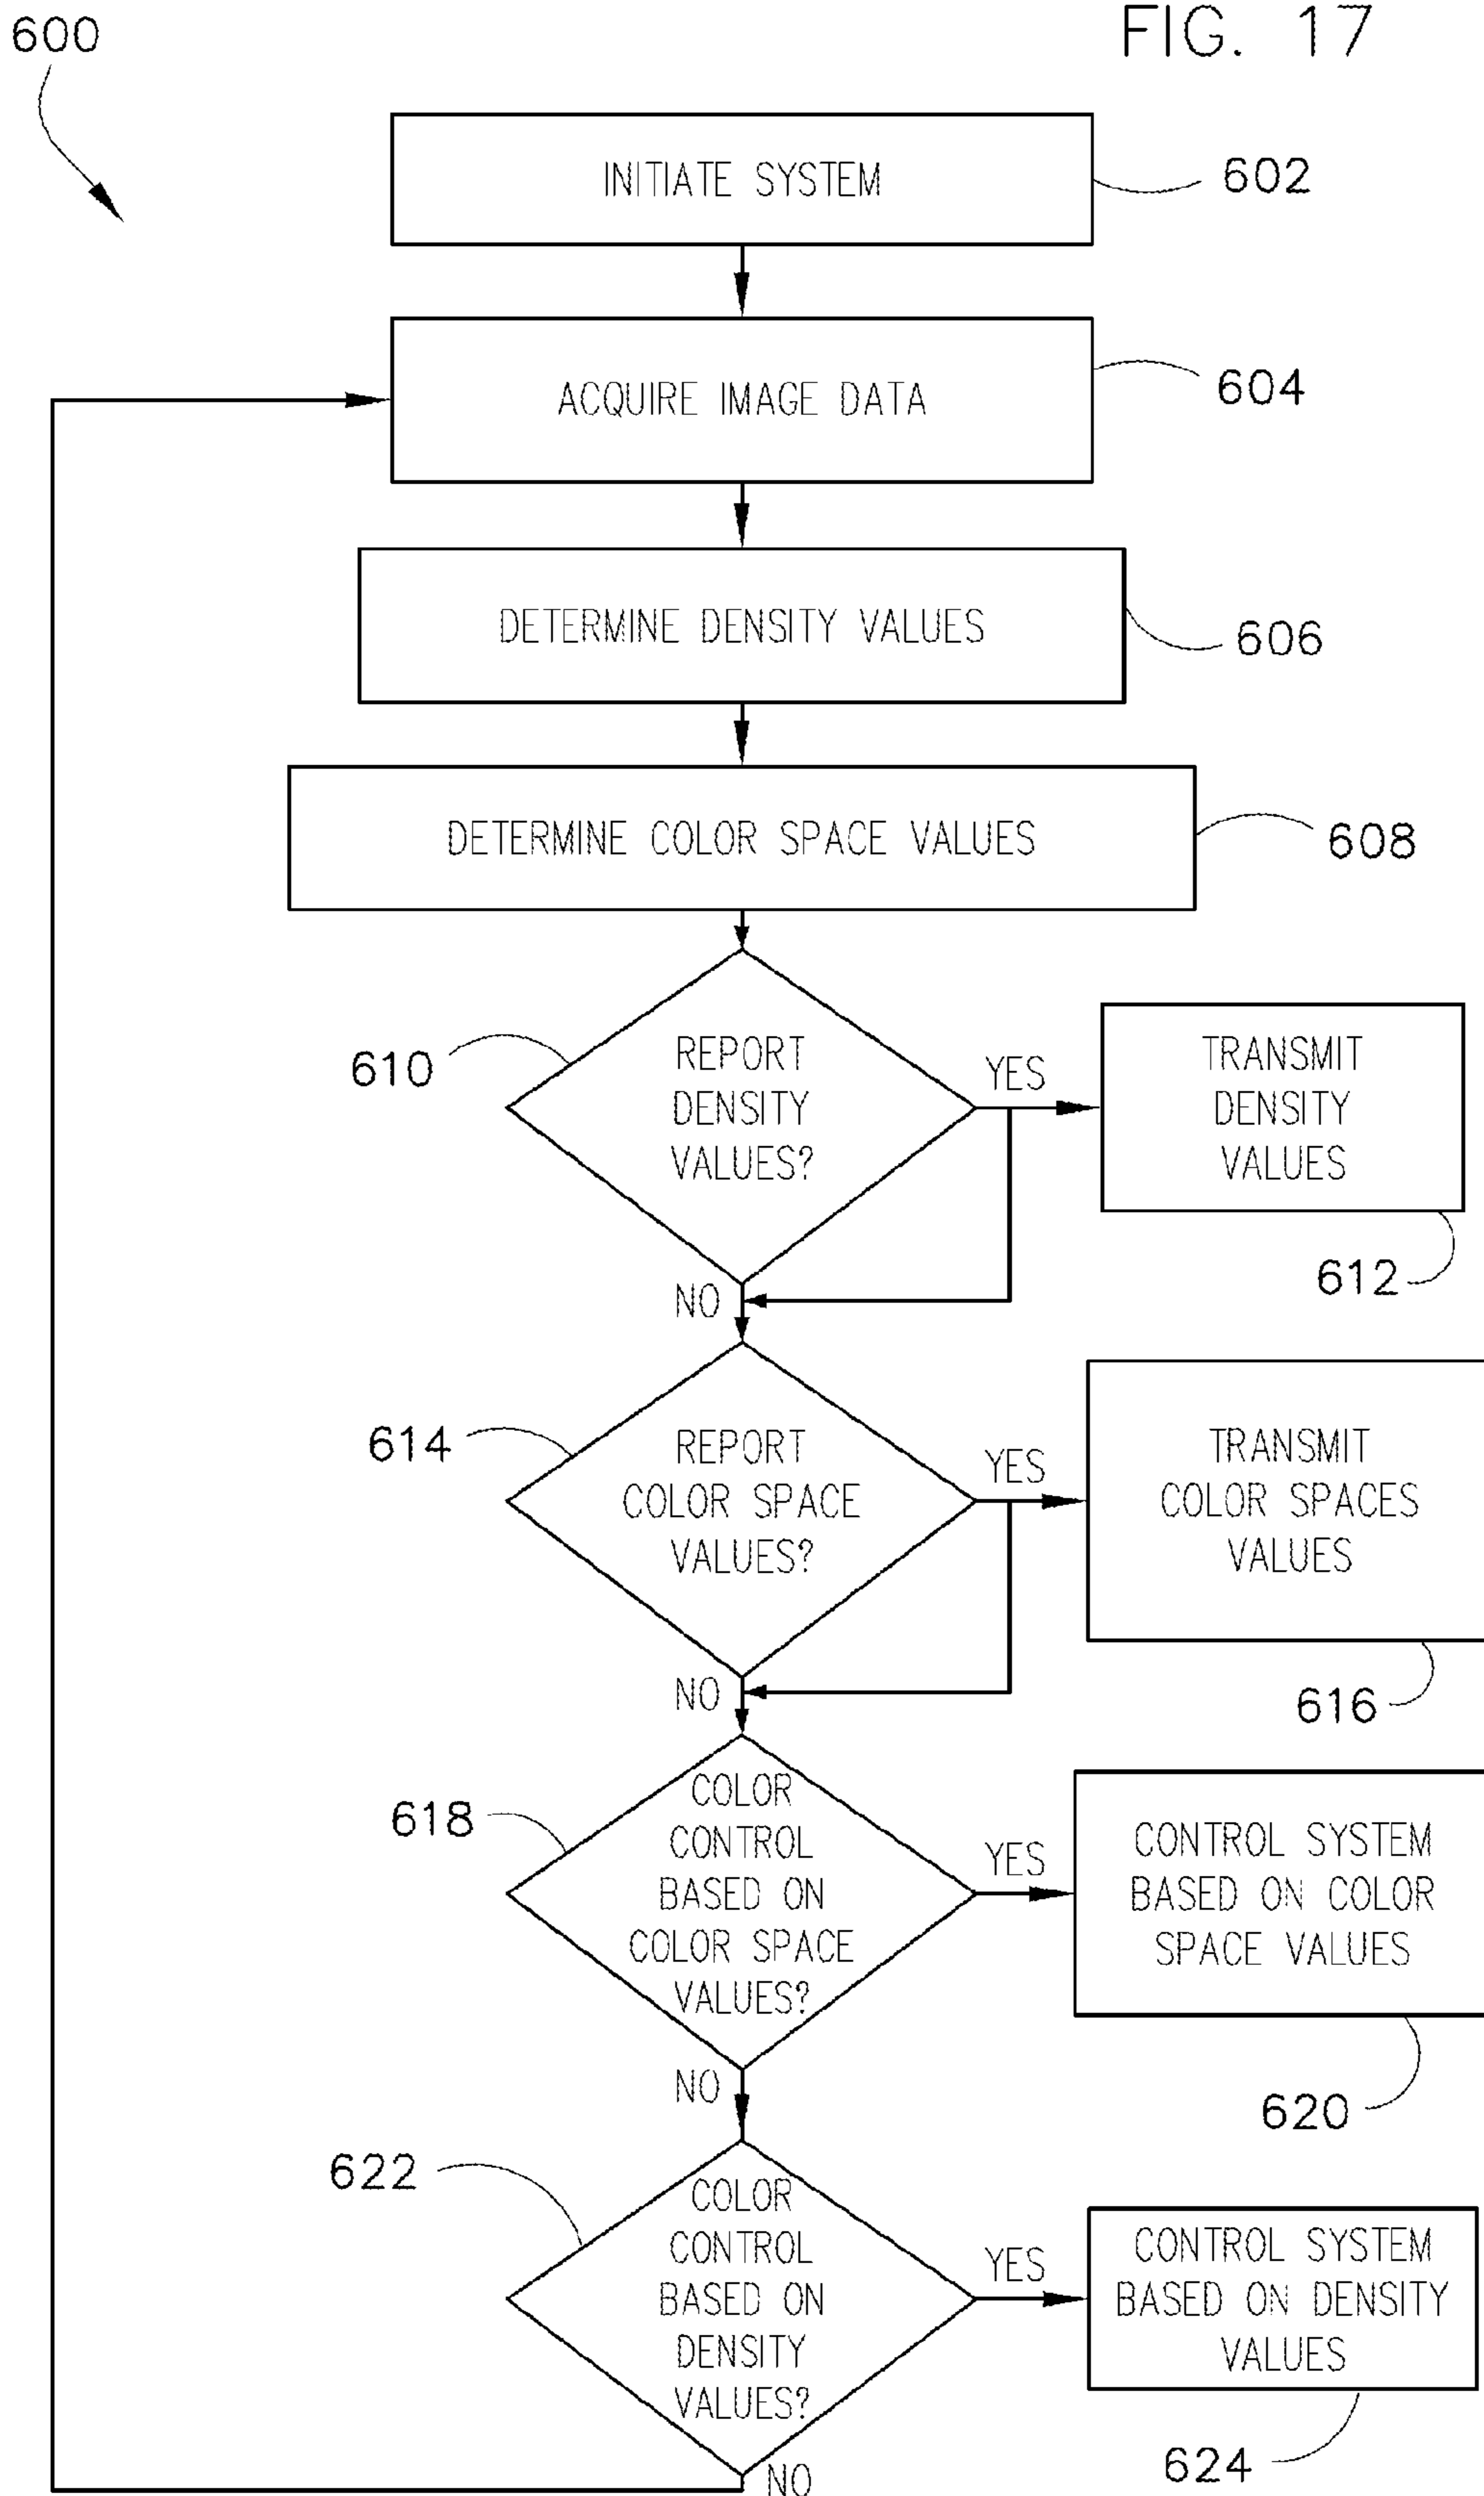 FIG. 17
600
INITIATE SYSTEM
602
ACQUIRE IMAGE DATA
604
DETERMINE DENSITY VALUES
606
DETERMINE COLOR SPACE VALUES
608
610
REPORT
DENSITY
VALUES?
YES
TRANSMIT
DENSITY
VALUES
612
NO
614
REPORT
COLOR SPACE
VALUES?
YES
TRANSMIT
COLOR SPACES
VALUES
616
NO
618
COLOR
CONTROL
BASED ON
COLOR SPACE
VALUES?
YES
CONTROL SYSTEM
BASED ON COLOR
SPACE VALUES
620
NO
622
COLOR
CONTROL
BASED ON
DENSITY
VALUES?
YES
CONTROL SYSTEM
BASED ON DENSITY
VALUES
624
NO